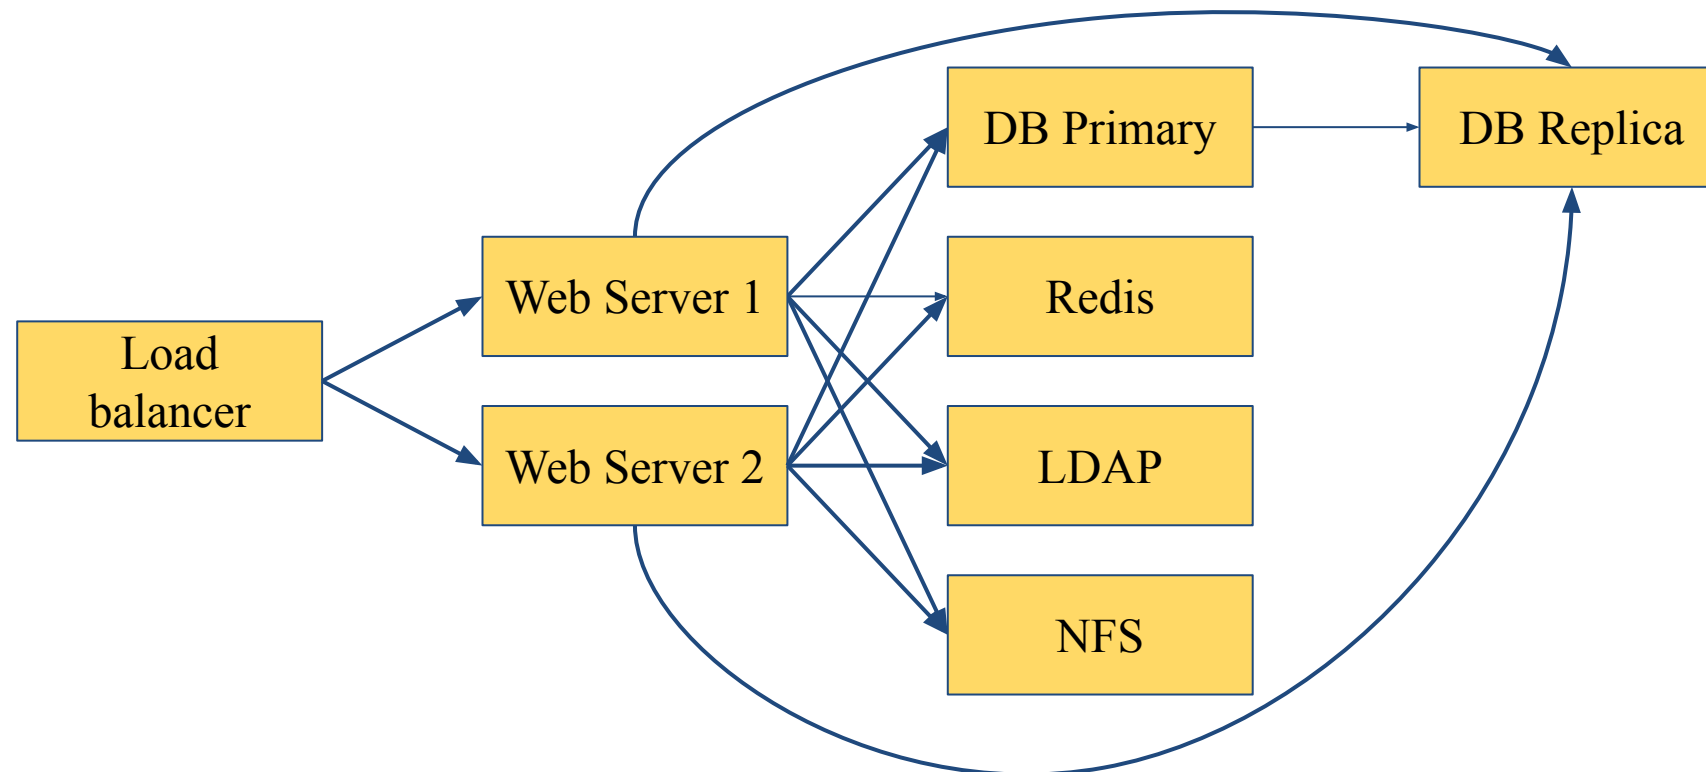 DB Primary
DB Replica
Web Server 1
Redis
Load
balancer
Web Server 2
LDAP
NFS